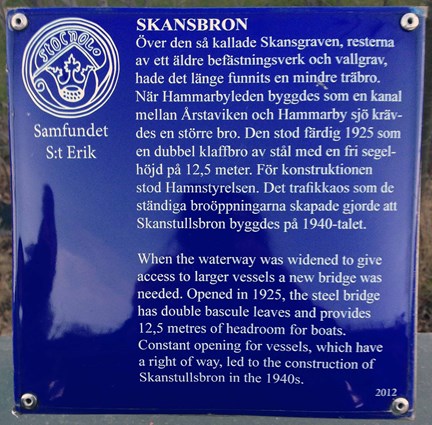 SKANSBRON
Över den så kallade Skansgraven, resterna
av ett äldre befästningsverk och vallgrav,
hade det länge funnits en mindre träbro.
När Hammarbyleden byggdes som en kanal
mellan Årstaviken och Hammarby sjö kräv-
des en större bro. Den stod färdig 1925 som
en dubbel klaffbro av stål med en fri segel-
höjd på 12,5 meter. För konstruktionen
stod Hamnstyrelsen. Det trafikkaos som de
ständiga broöppningarna skapade gjorde att
Skanstullsbron byggdes på 1940-talet.
When the waterway was widened to give
access to larger vessels a new bridge was
needed. Opened in 1925, the steel bridge
has double bascule leaves and provides
12,5 metres of headroom for boats.
Constant opening for vessels, which have
a right of way, led to the construction of
Skanstullsbron in the 1940s.
2012
Samfundet
S:t Erik